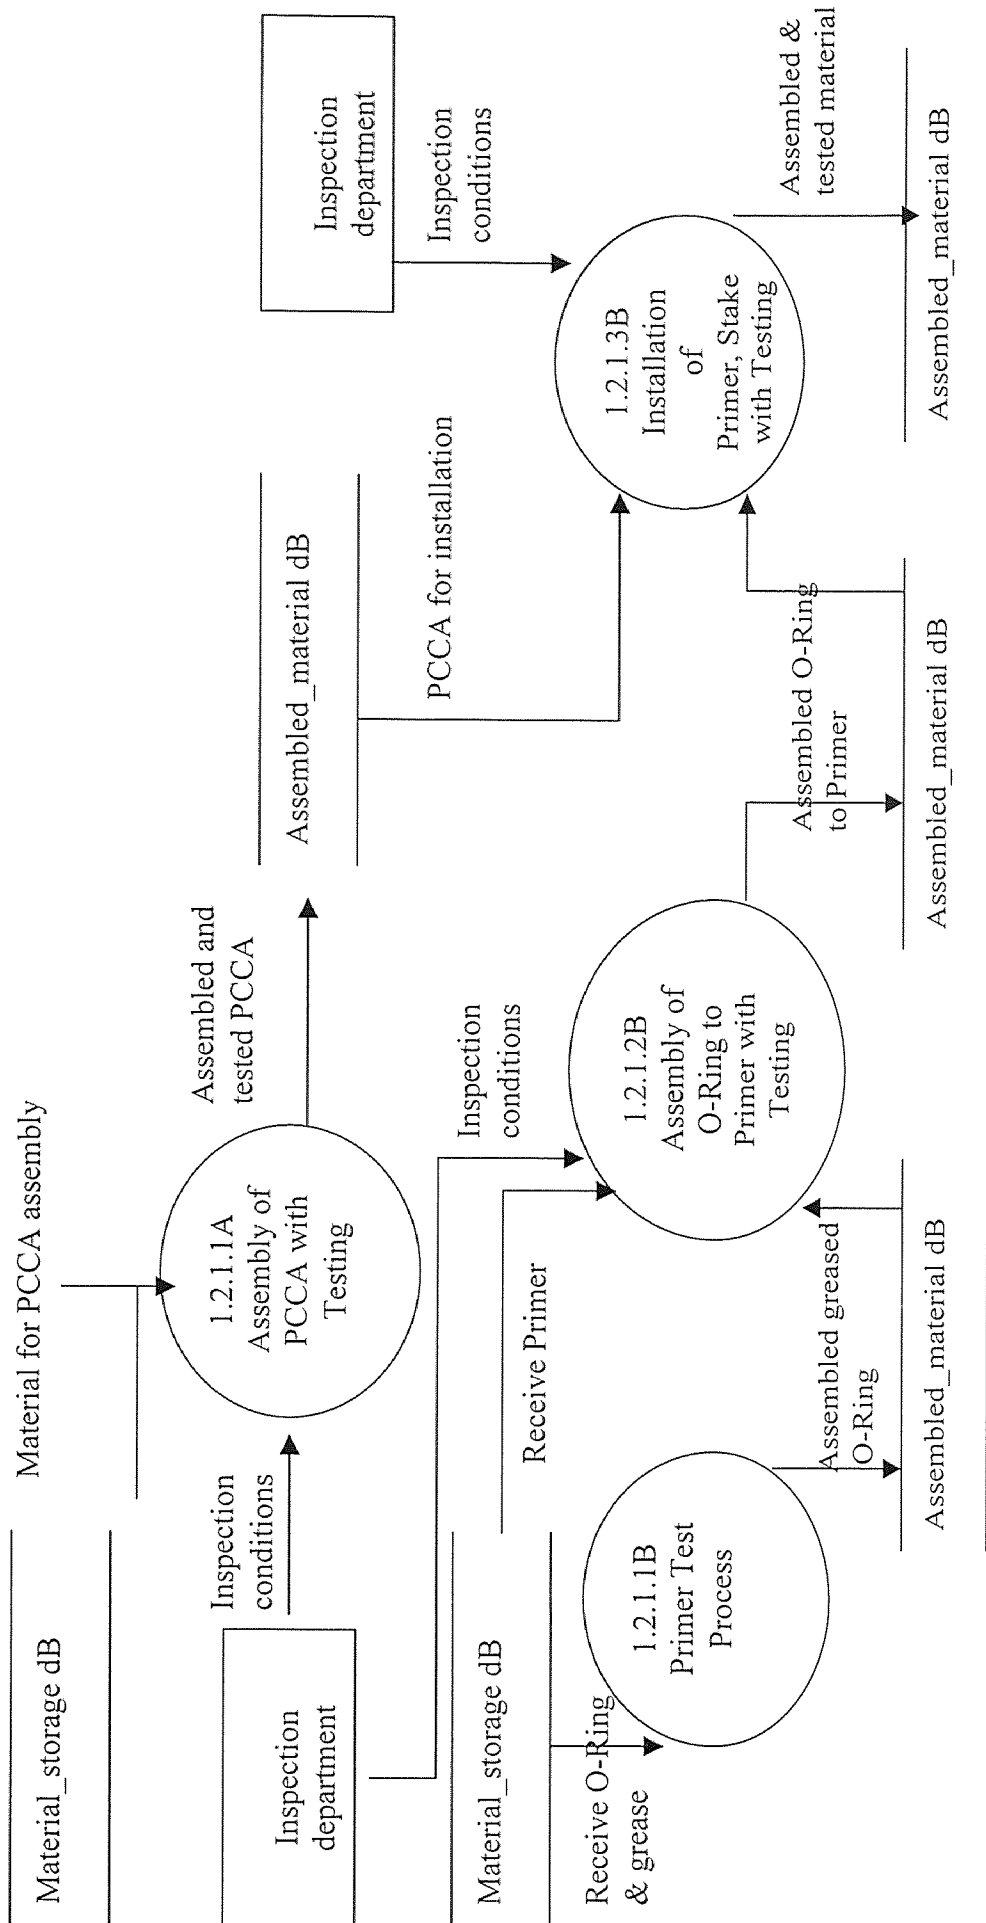 Material_storage dB
Material for PCCA assembly
Inspection
department
Inspection
conditions
1.2.1.1A
Assembly of
PCCA with
Testing
Assembled and
tested PCCA
Assembled_material dB
PCCA for installation
Inspection
department
Inspection
conditions
Material_storage dB
Receive Primer
Inspection
conditions
Receive O-Ring
& grease
1.2.1.1B
Primer Test
Process
Assembled greased
O-Ring
Assembled_material dB
1.2.1.2B
Assembly of
O-Ring to
Primer with
Testing
Assembled O-Ring
to Primer
Assembled_material dB
1.2.1.3B
Installation
of
Primer, Stake
with Testing
Assembled &
tested material
Assembled_material dB